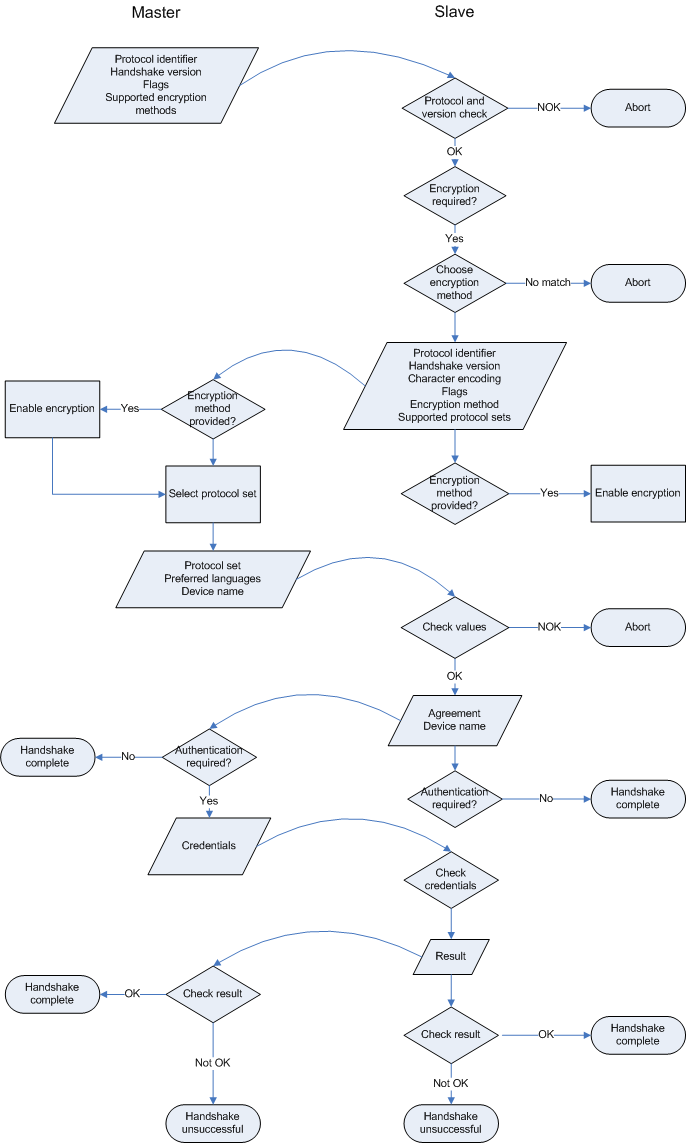 Master
Slave
Protocol identifier
Handshake version
Flags
Supported encryption
methods
Protocol and
version check
NOK
Abort
OK
Encryption
required?
Yes
Choose
encryption
method
No match
Abort
Protocol identifier
Handshake version
Character encoding
Flags
Encryption method
Supported protocol sets
Encryption
method
provided?
Yes
Enable encryption
Select protocol set
Encryption
method
provided?
Yes
Enable encryption
Protocol set
Preferred languages
Device name
Check values
NOK
Abort
OK
Agreement
Device name
Authentication
required?
No
Handshake
complete
Yes
Authentication
required?
No
Handshake
complete
Credentials
Check
credentials
Result
Check result
OK
Handshake
complete
Not OK
Handshake
unsuccessful
Check result
OK
Handshake
complete
Not OK
Handshake
unsuccessful